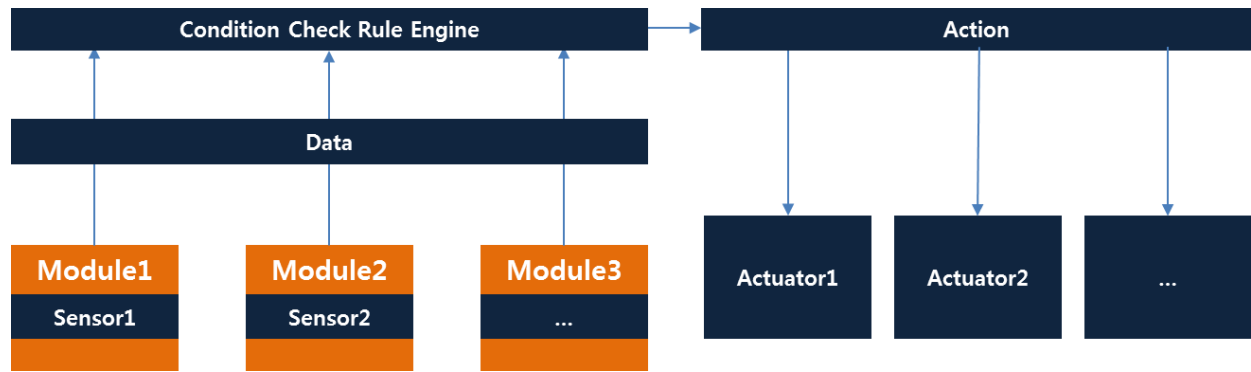 Condition Check Rule Engine
Action
Data
Module1
Module2
Module3
Sensor1
Sensor2
...
Actuator1
Actuator2
...